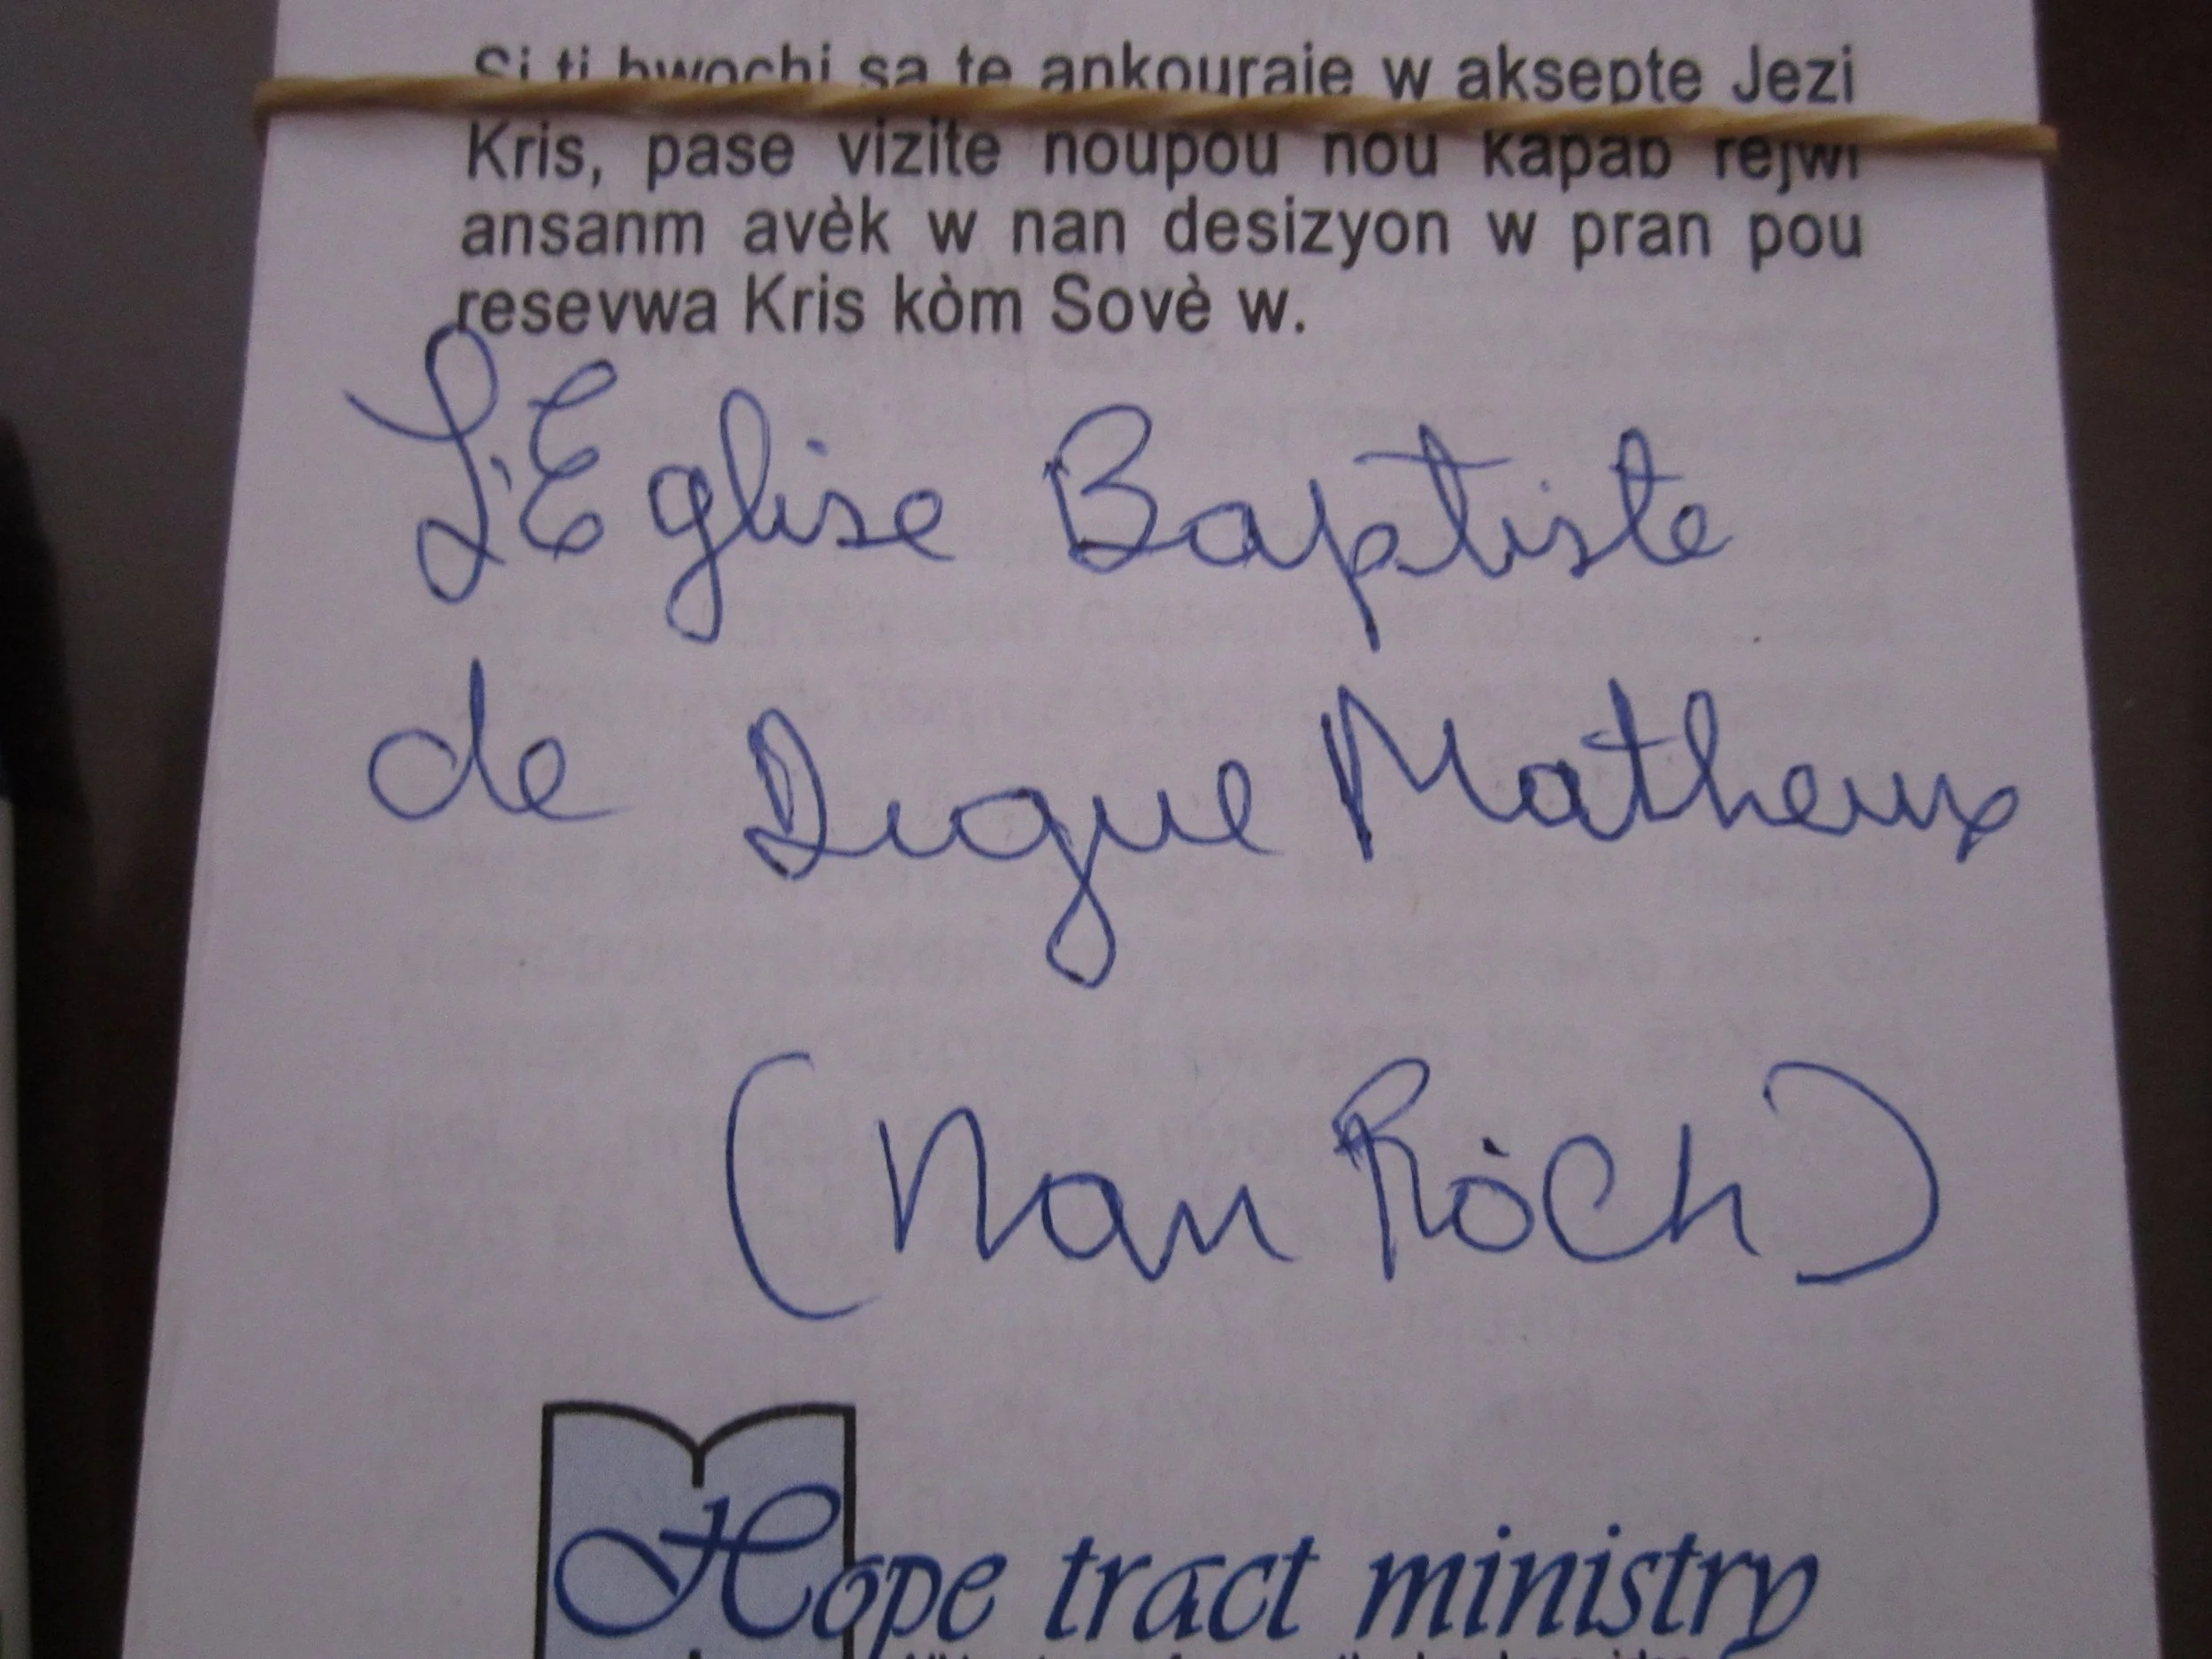 Si ti bwochi sa te ankouraje w aksepte Jezi
Kris, pase vizite noupou nou kapab rejwi
ansanm avèk w nan desizyon w pran pou
resevwa Kris kòm Sovè w.
L'Eglise Baptiste
de Digue Matheux
(Nan Ròch)
Hope tract ministry